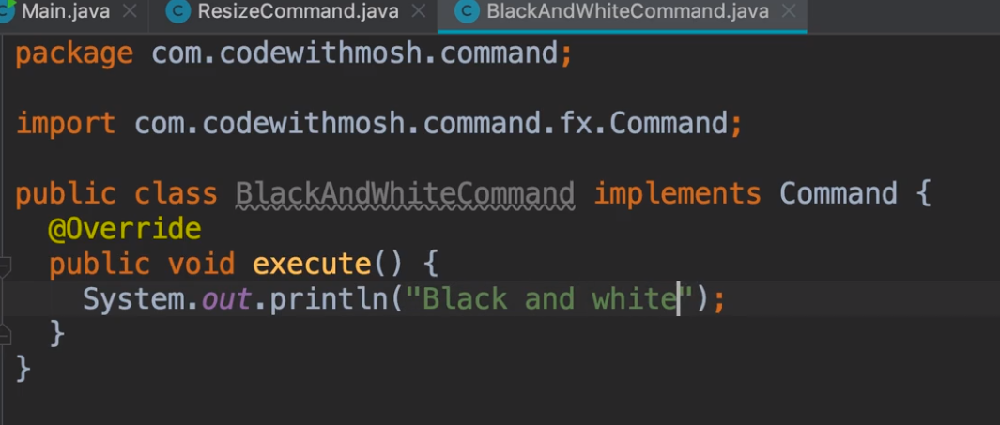 Main.java ResizeCommand.java BlackAndWhiteCommand.java
package com.codewithmosh.command;
import com.codewithmosh.command.fx.Command;
public class BlackAndWhiteCommand implements Command {
@Override
public void execute() {
System.out.println("Black and white");
}
}